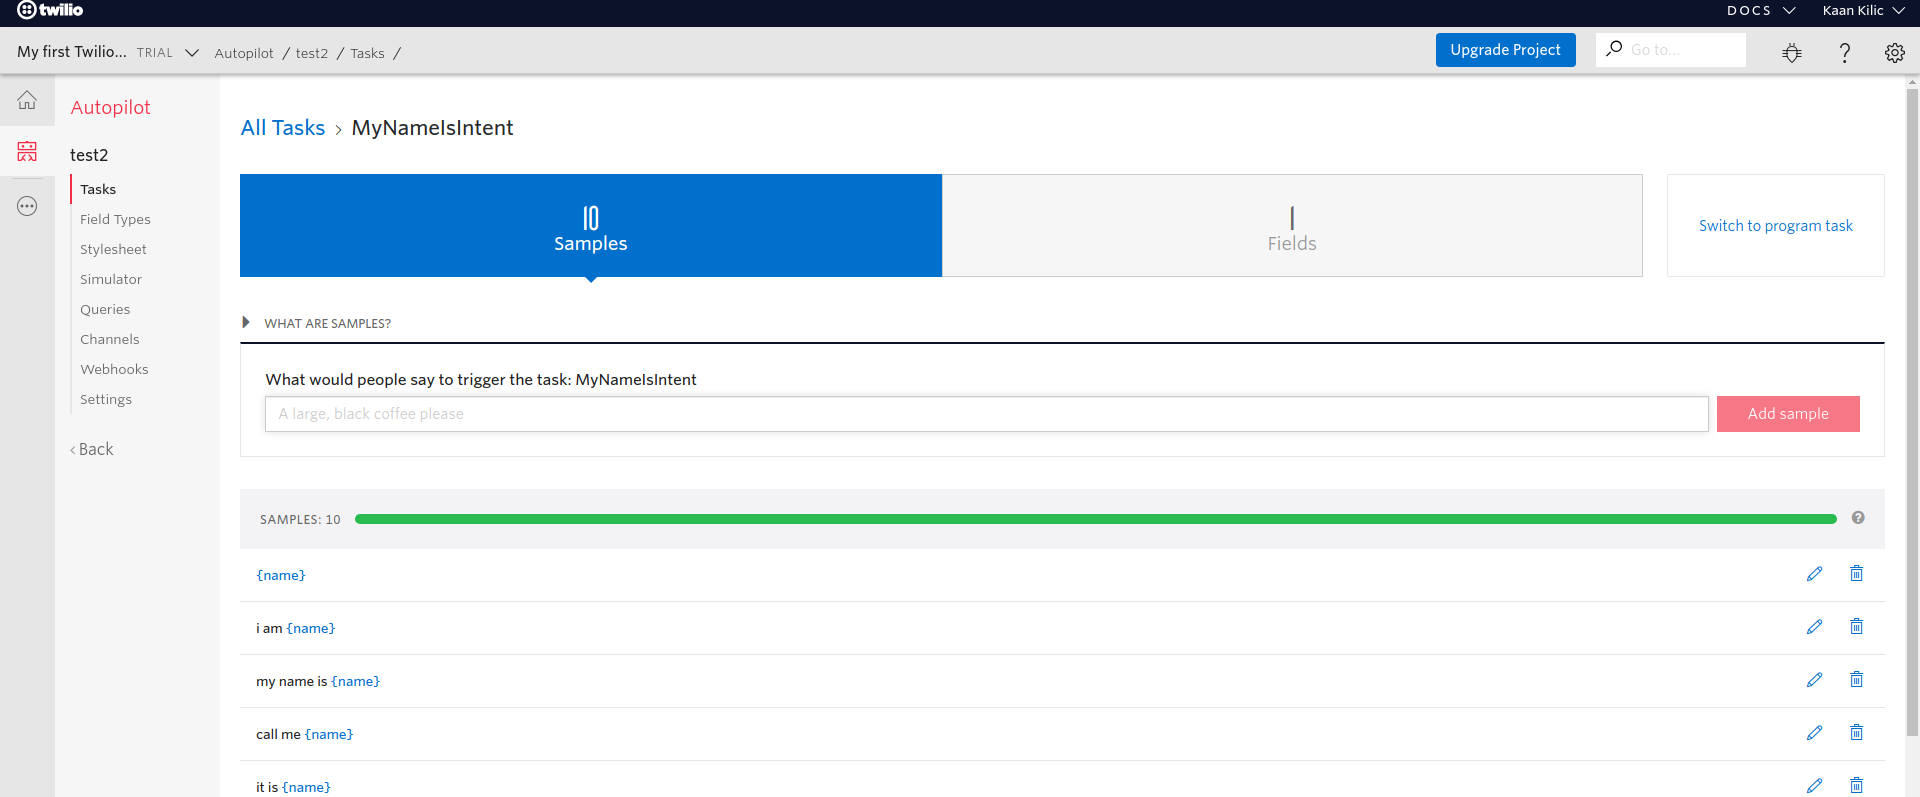 twilio
DOCS Kaan Kilic
My first Twilio... TRIAL Autopilot / test2 / Tasks / Upgrade Project Go to... ?
Autopilot
test2
Tasks
Field Types
Stylesheet
Simulator
Queries
Channels
Webhooks
Settings
‹ Back
All Tasks › MyNameIsIntent
10
Samples
1
Fields
Switch to program task
WHAT ARE SAMPLES?
What would people say to trigger the task: MyNameIsIntent
A large, black coffee please
Add sample
SAMPLES: 10 ?
{name}
i am {name}
my name is {name}
call me {name}
it is {name}